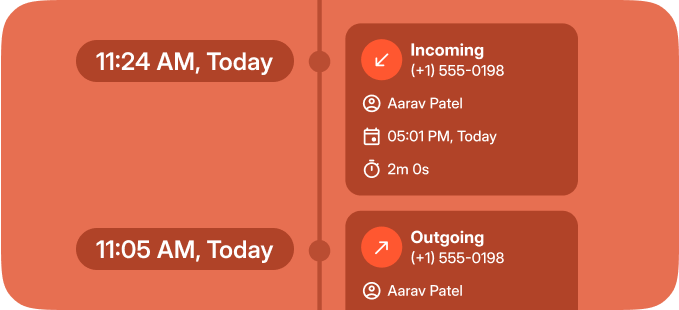 11:24 AM, Today
Incoming
(+1) 555-0198
Aarav Patel
05:01 PM, Today
2m 0s
11:05 AM, Today
Outgoing
(+1) 555-0198
Aarav Patel